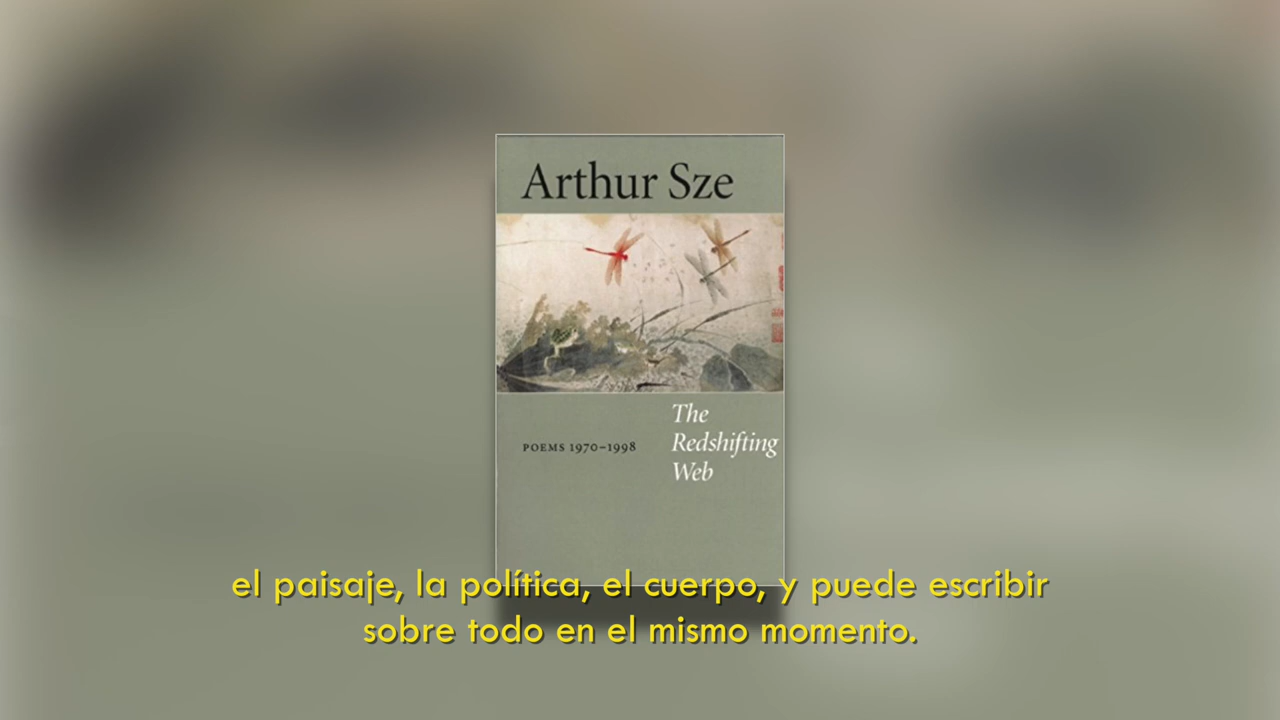 Arthur Sze
POEMS 1970–1998
The
Redshifting
Web
el paisaje, la política, el cuerpo, y puede escribir
sobre todo en el mismo momento.